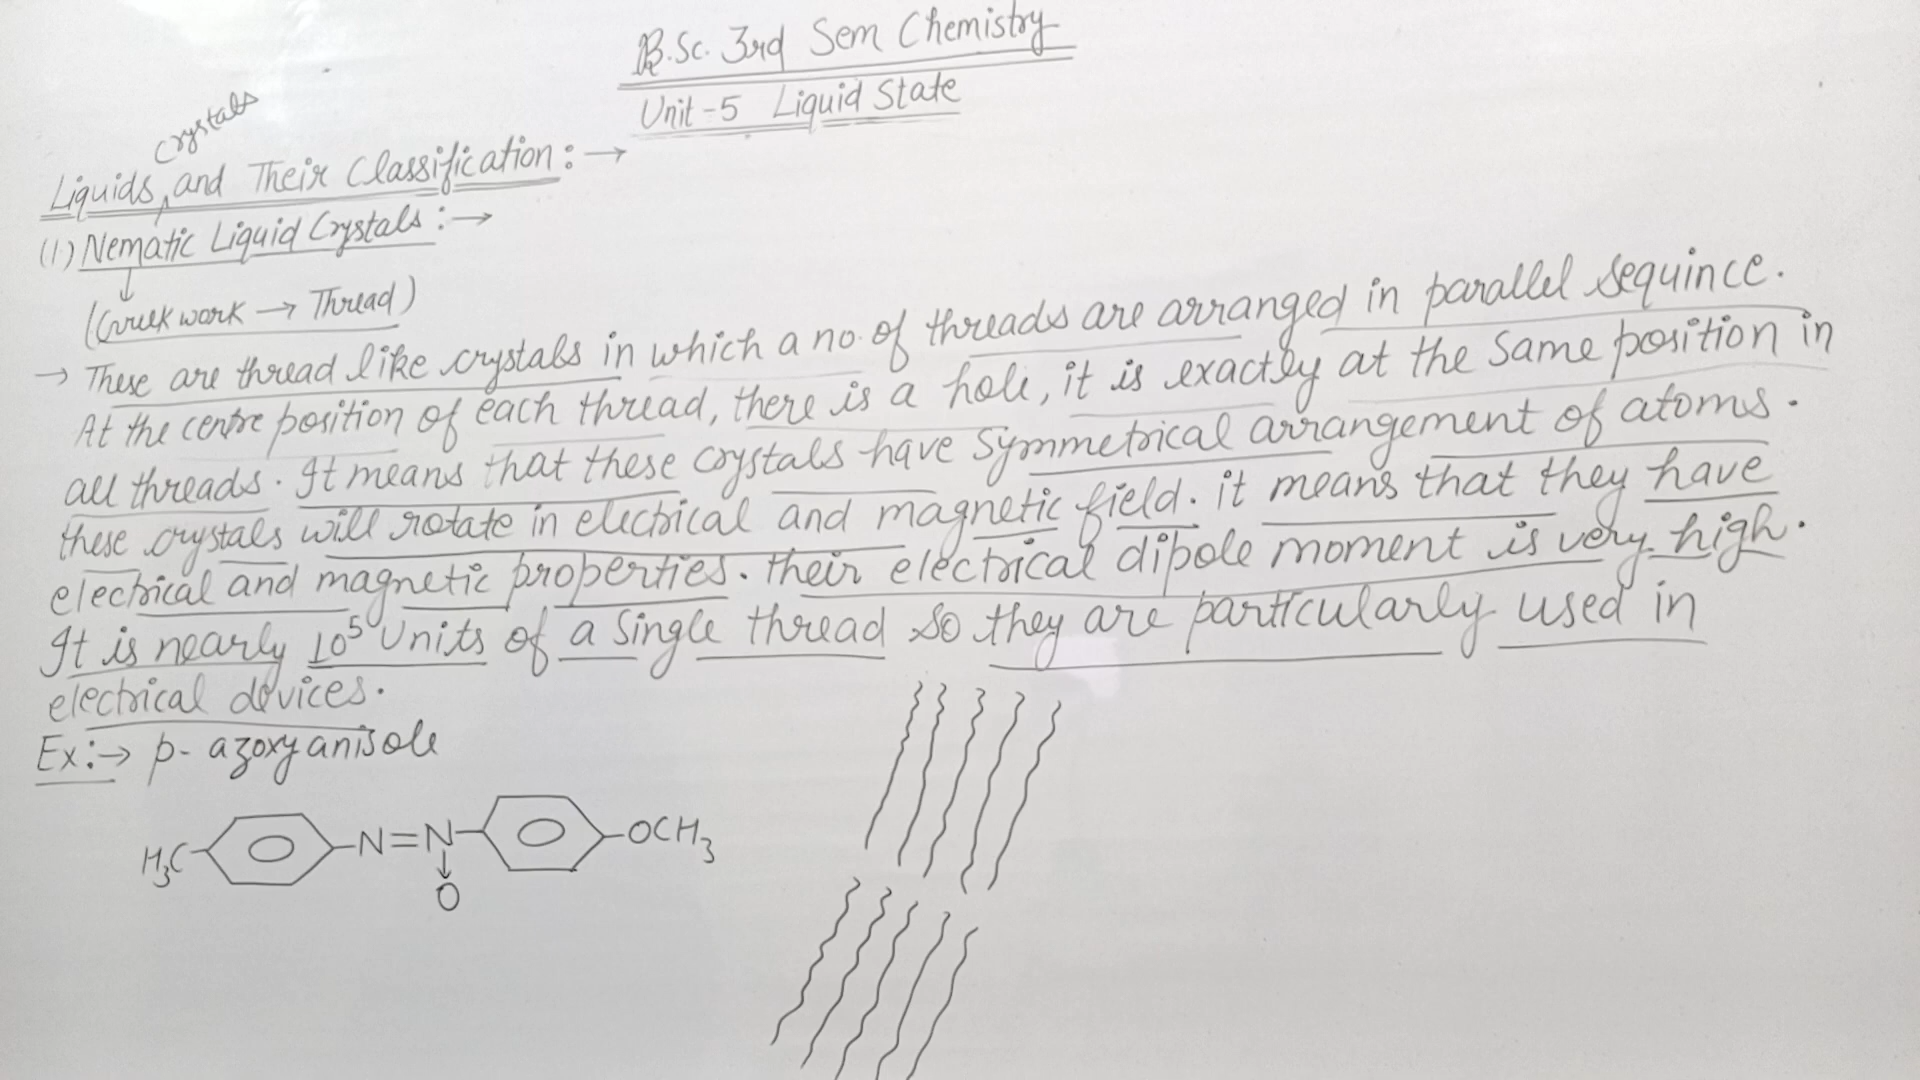 B.Sc. 3rd Sem Chemistry
Unit-5 Liquid State
crystals
Liquids, and Their Classification :→
(1.) Nematic Liquid Crystals :→
↓
(Greek work → Thread)
→ These are thread like crystals in which a no. of threads are arranged in parallel sequince.
At the centre position of each thread, there is a hole, it is exactly at the same position in
all threads. It means that these crystals have symmetrical arrangement of atoms.
these crystals will rotate in electrical and magnetic field. it means that they have
electrical and magnetic properties. their electrical dipole moment is very high.
It is nearly 10⁵ Units of a single thread so they are particularly used in
electrical devices.
Ex:→ p-azoxyanisole
H₃C N=N OCH₃
↓
O